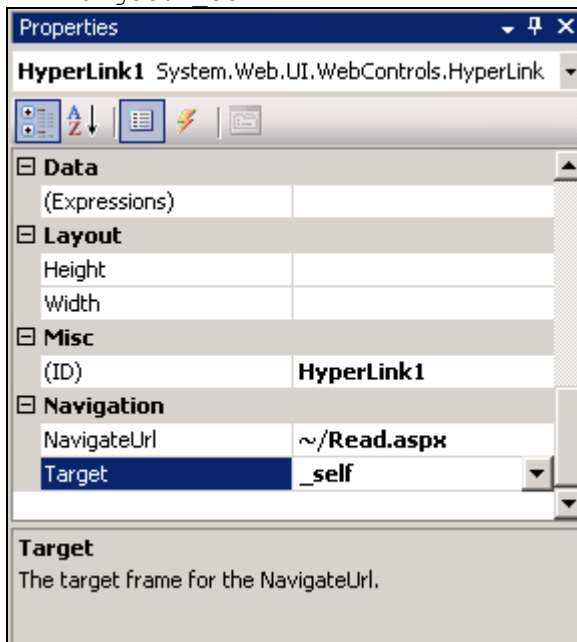 Properties
HyperLink1 System.Web.UI.WebControls.HyperLink
Data
(Expressions)
Layout
Height
Width
Misc
(ID) HyperLink1
Navigation
NavigateUrl ~/Read.aspx
Target _self
Target
The target frame for the NavigateUrl.